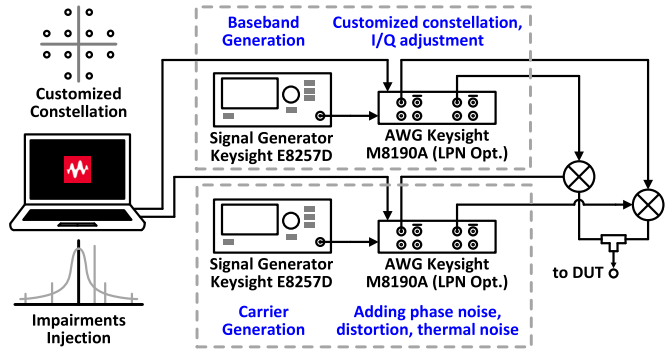 Baseband
Generation
Customized constellation,
I/Q adjustment
Customized
Constellation
Signal Generator
Keysight E8257D
AWG Keysight
M8190A (LPN Opt.)
Signal Generator
Keysight E8257D
AWG Keysight
M8190A (LPN Opt.)
to DUT
Impairments
Injection
Carrier
Generation
Adding phase noise,
distortion, thermal noise